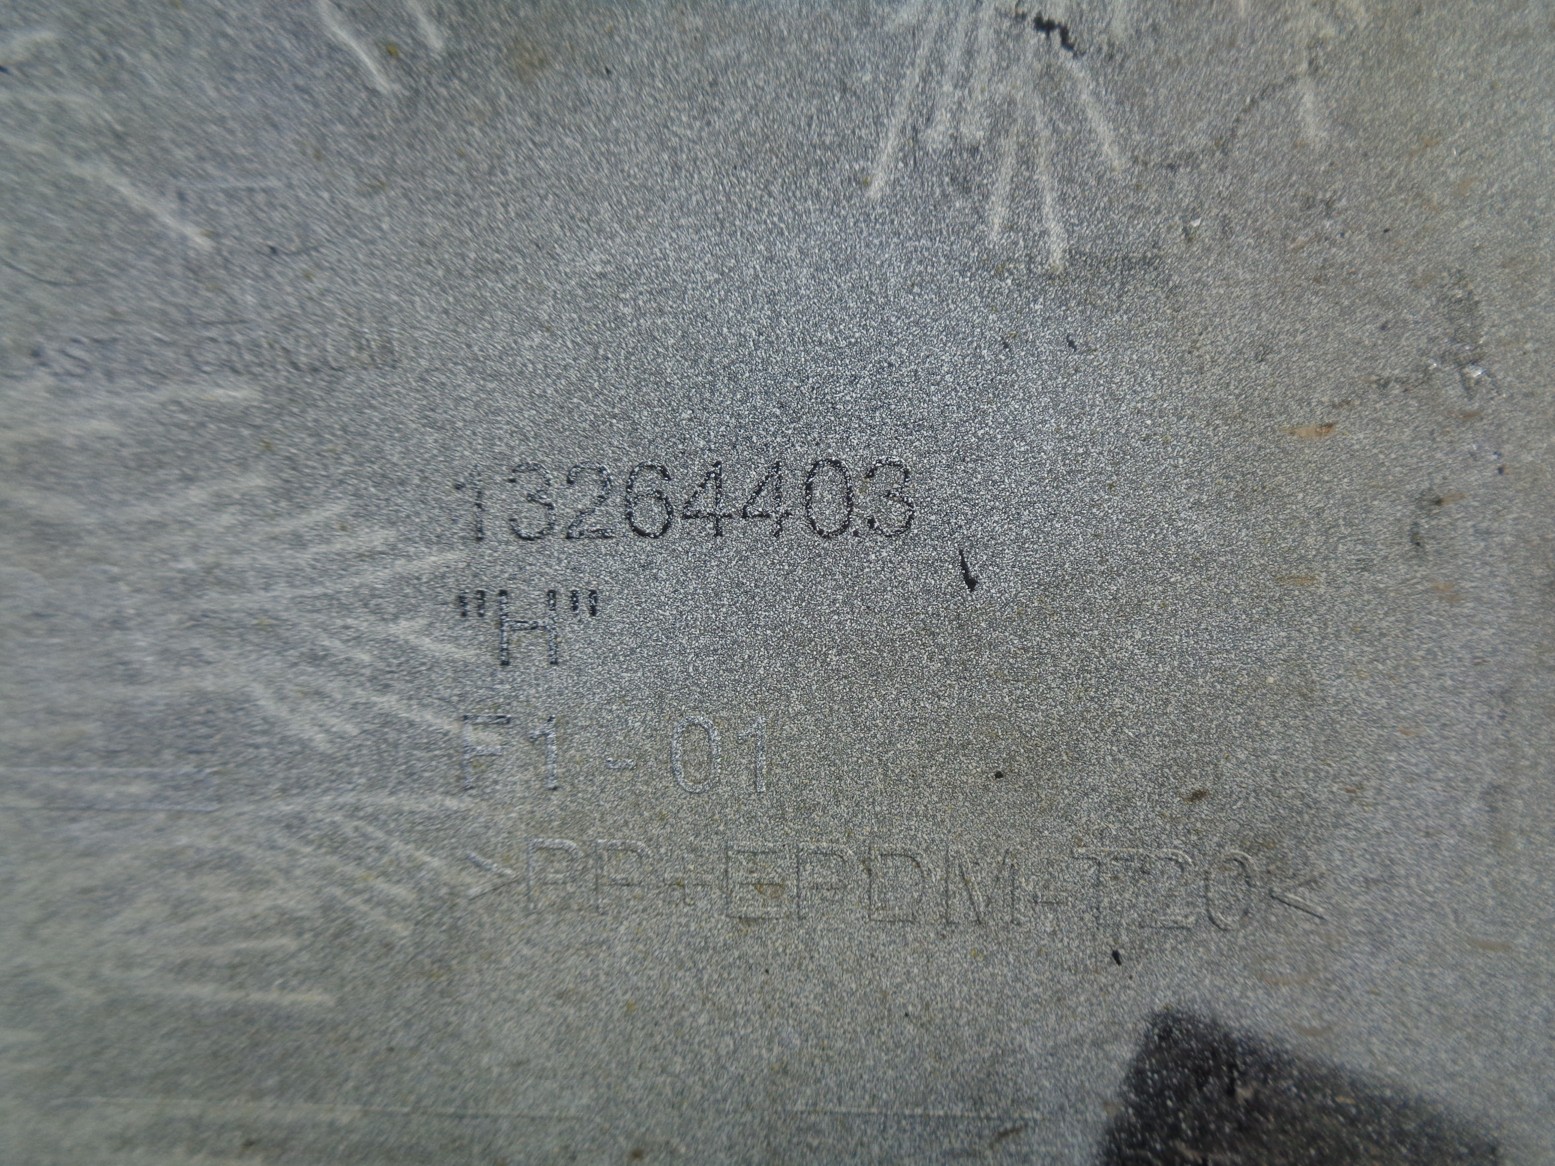 13264403
"H"
F1-01
>PP+EPDM-T20<